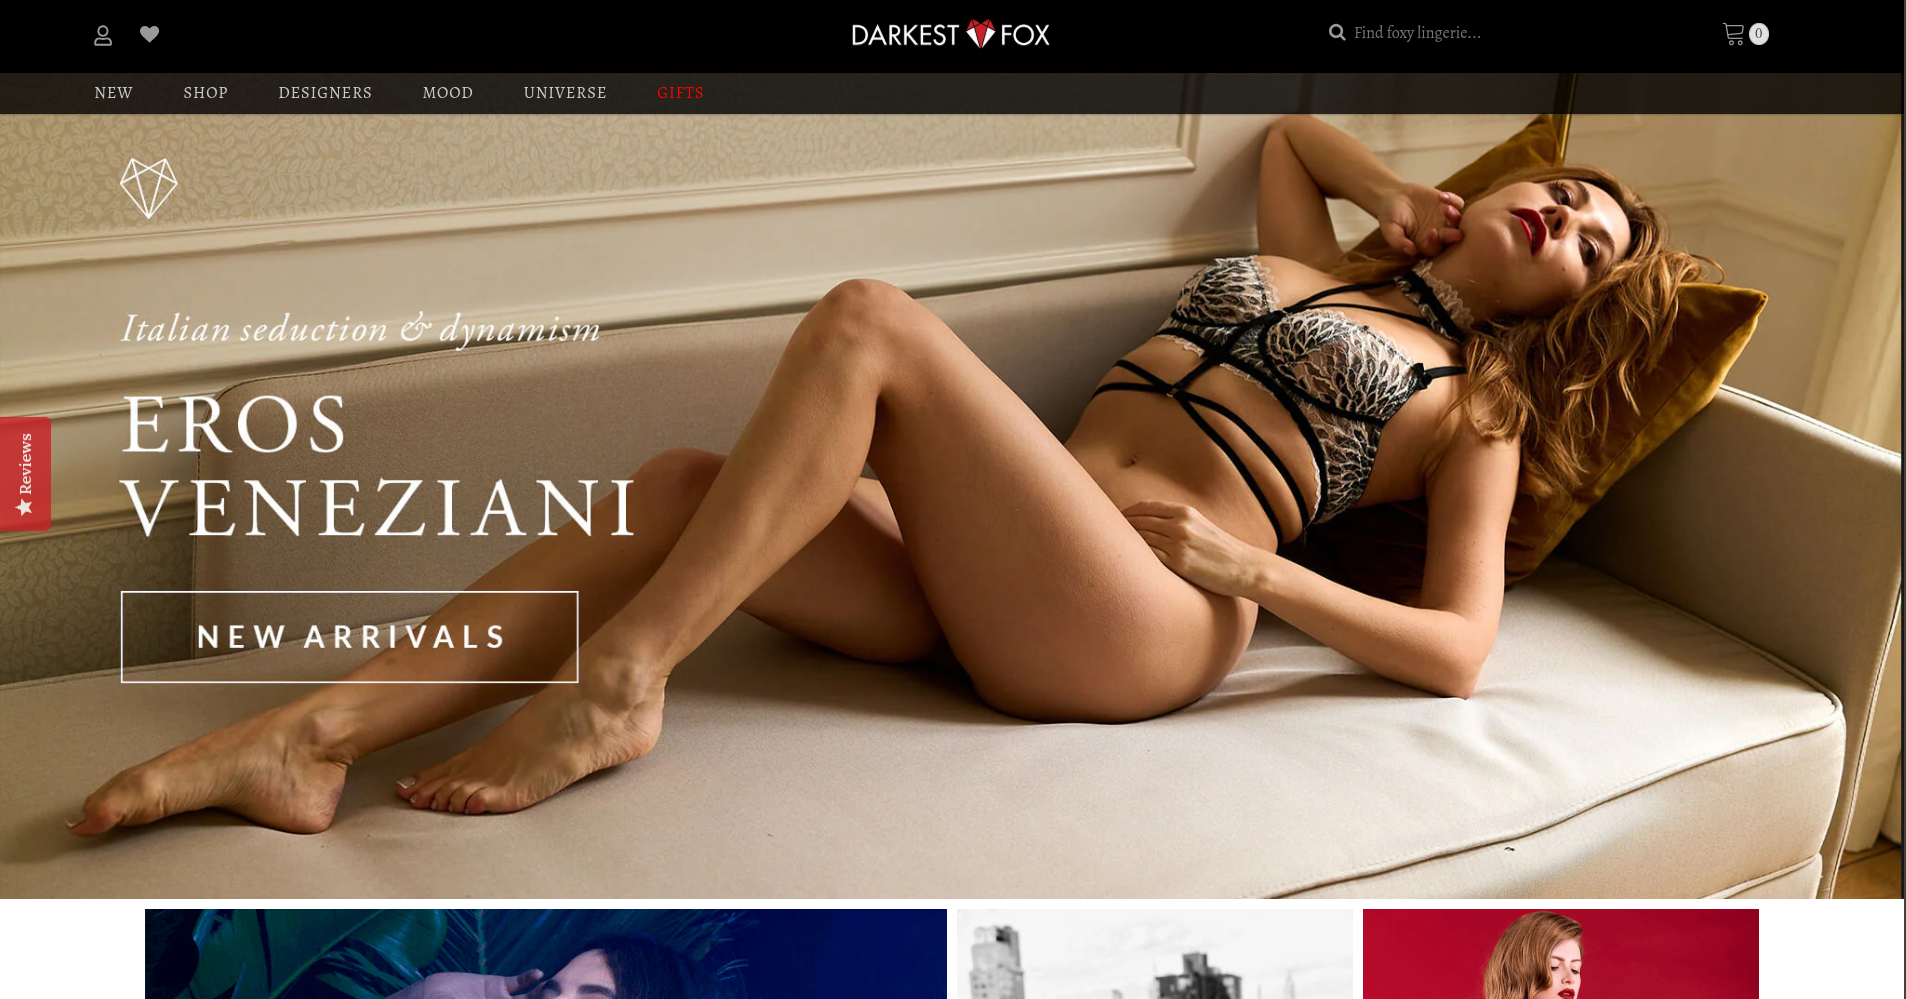 DARKEST FOX
Find foxy lingerie...
0
NEW SHOP DESIGNERS MOOD UNIVERSE GIFTS
Italian seduction & dynamism
EROS
VENEZIANI
Reviews
NEW ARRIVALS